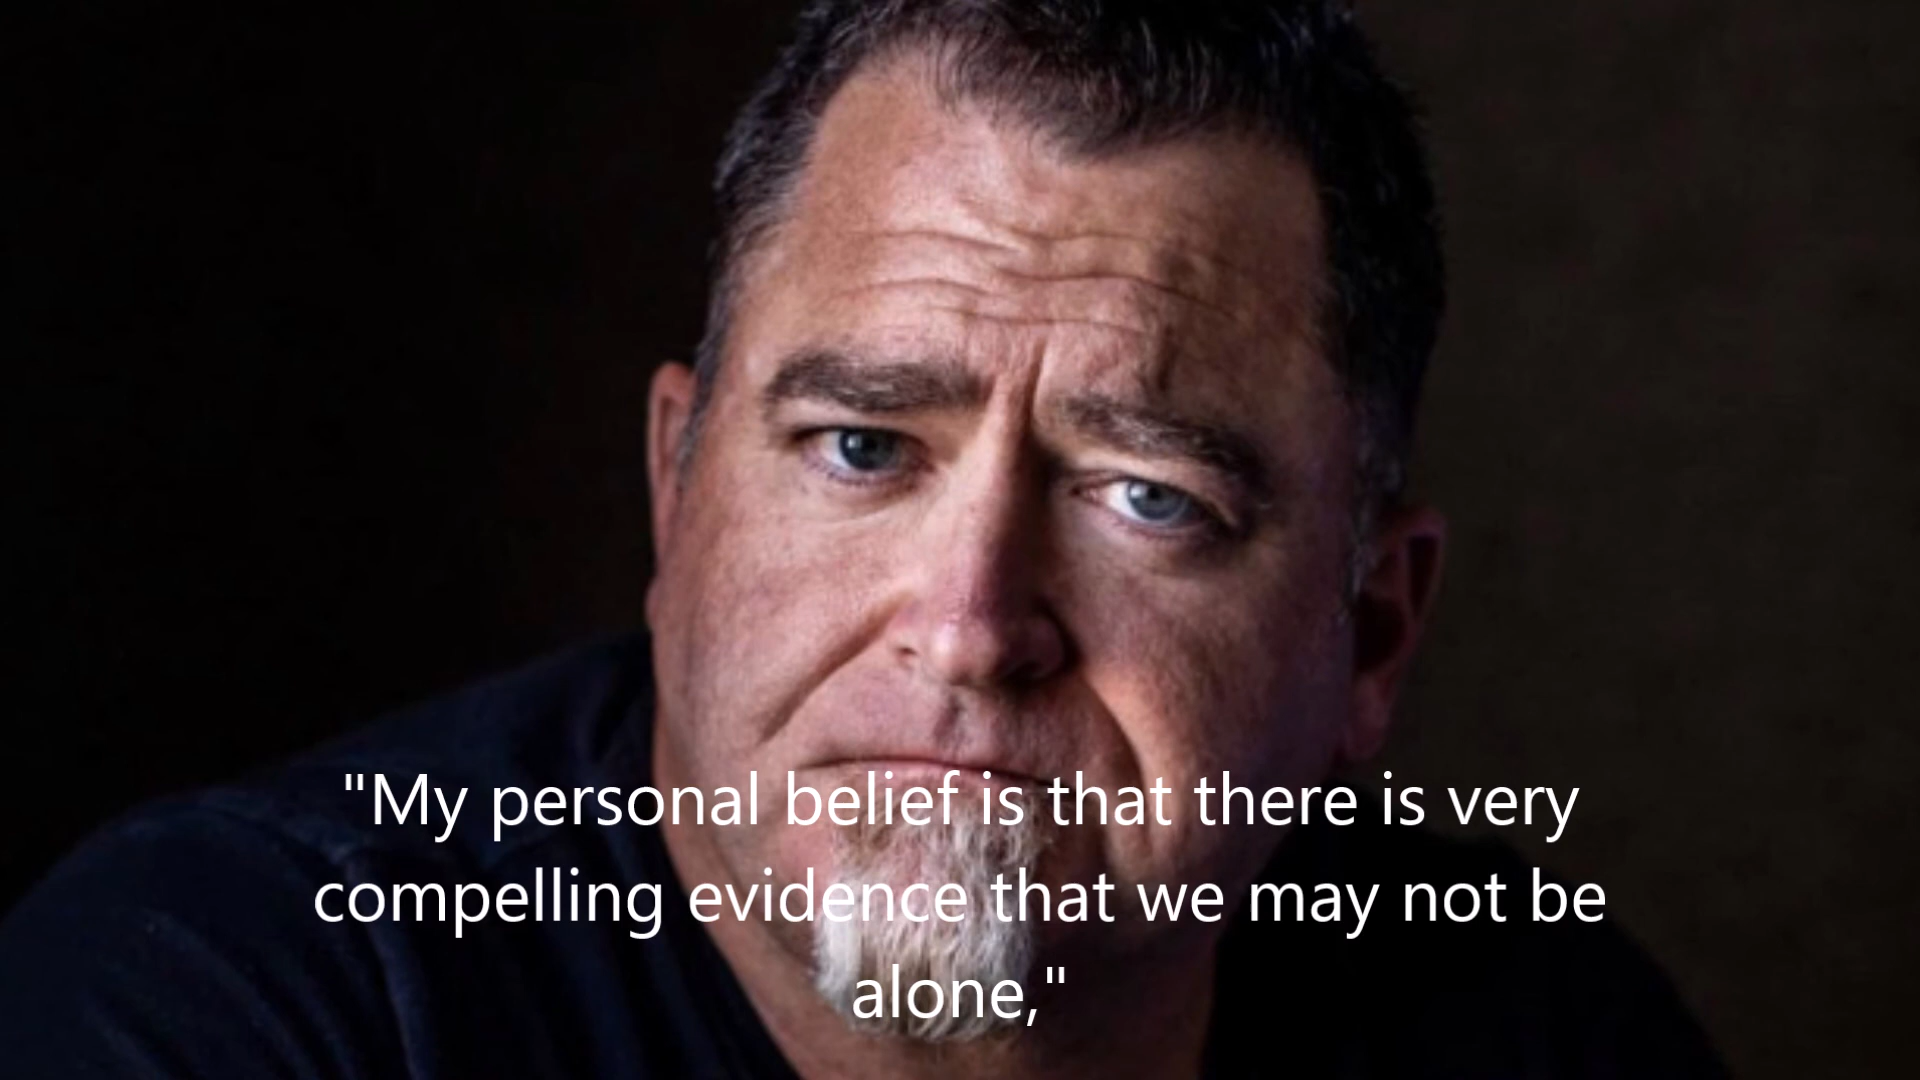 "My personal belief is that there is very
compelling evidence that we may not be
alone,"